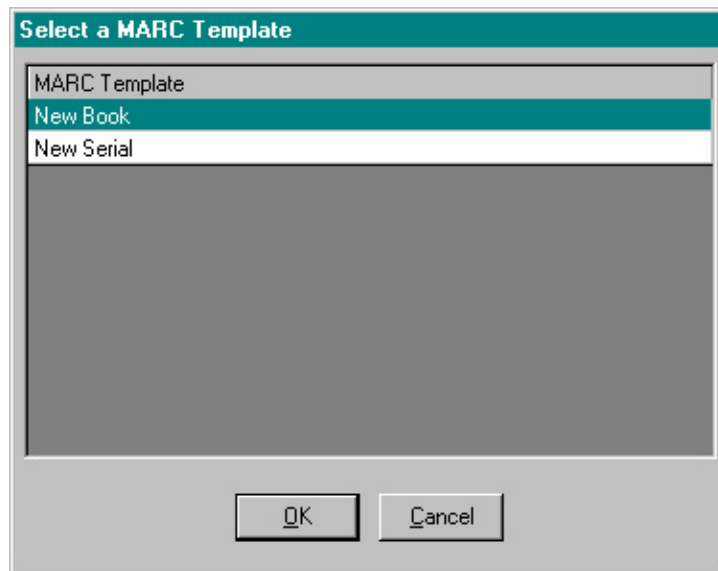 Select a MARC Template
MARC Template
New Book
New Serial
OK
Cancel